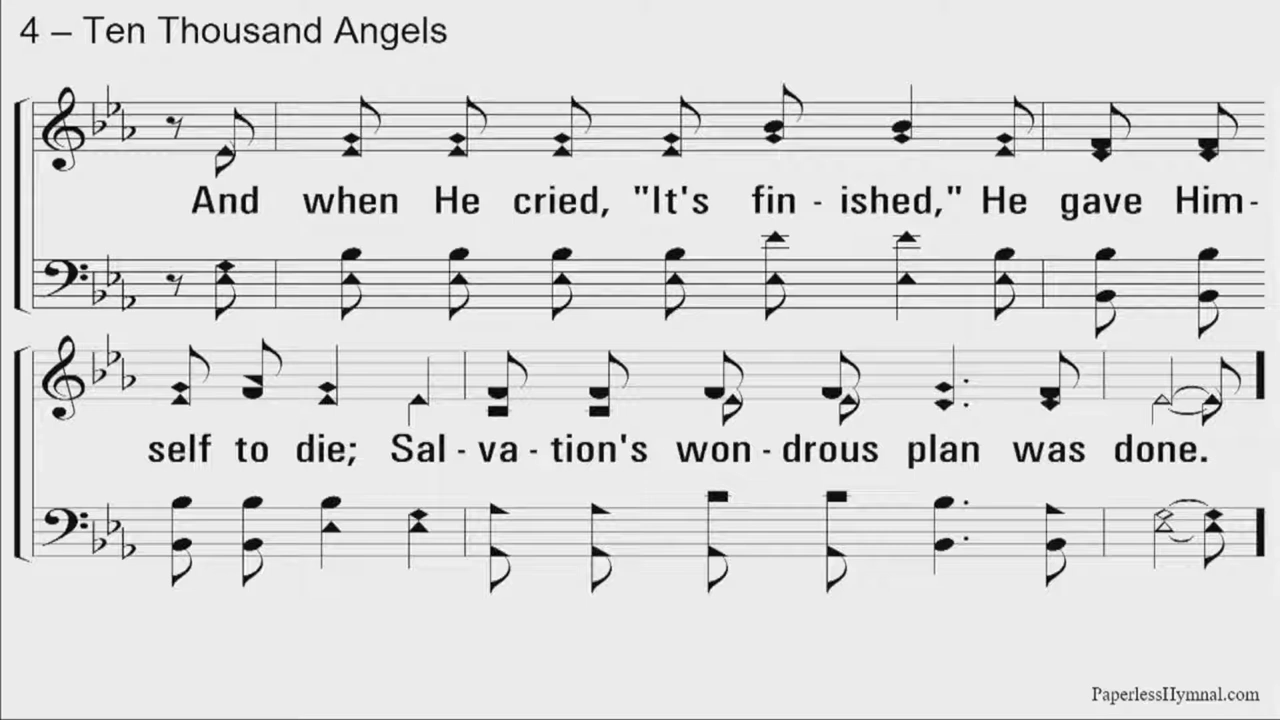 4 – Ten Thousand Angels
And when He cried, "It's fin - ished," He gave Him-
self to die; Sal - va - tion's won - drous plan was done.
PaperlessHymnal.com